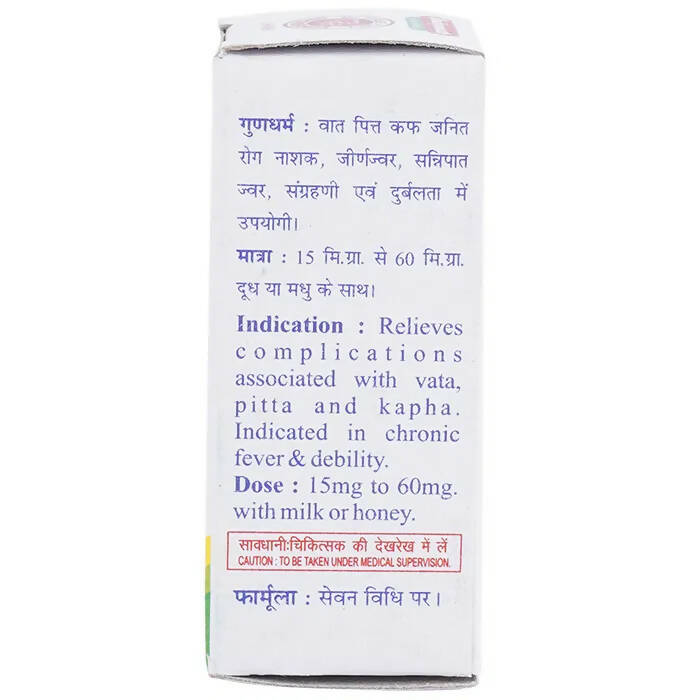 गुणधर्म : वात पित्त कफ जनित
रोग नाशक, जीर्णज्वर, सन्निपात
ज्वर, संग्रहणी एवं दुर्बलता में
उपयोगी।
मात्रा : 15 मि.ग्रा. से 60 मि.ग्रा.
दूध या मधु के साथ।
Indication : Relieves
complications
associated with vata,
pitta and kapha.
Indicated in chronic
fever & debility.
Dose : 15mg to 60mg.
with milk or honey.
सावधानी:चिकित्सक की देखरेख में लें
CAUTION : TO BE TAKEN UNDER MEDICAL SUPERVISION.
फार्मूला : सेवन विधि पर।